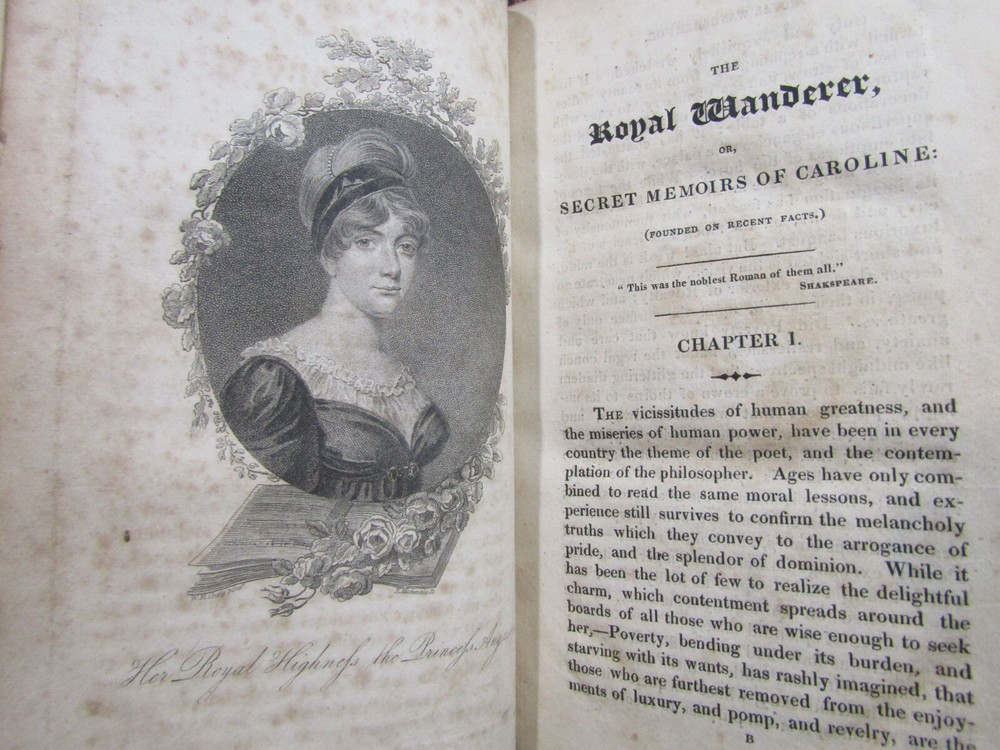 Her Royal Highness the Princess Aug
THE
Royal Wanderer,
OR,
SECRET MEMOIRS OF CAROLINE:
(FOUNDED ON RECENT FACTS.)
"This was the noblest Roman of them all."
SHAKSPEARE.
CHAPTER I.
THE vicissitudes of human greatness, and
the miseries of human power, have been in every
country the theme of the poet, and the contem-
plation of the philosopher. Ages have only com-
bined to read the same moral lessons, and ex-
perience still survives to confirm the melancholy
truths which they convey to the arrogance of
pride, and the splendor of dominion. While it
has been the lot of few to realize the delightful
charm, which contentment spreads around the
boards of all those who are wise enough to seek
her,—Poverty, bending under its burden, and
starving with its wants, has rashly imagined, that
those who are furthest removed from the enjoy-
ments of luxury, and pomp, and revelry, are the
B